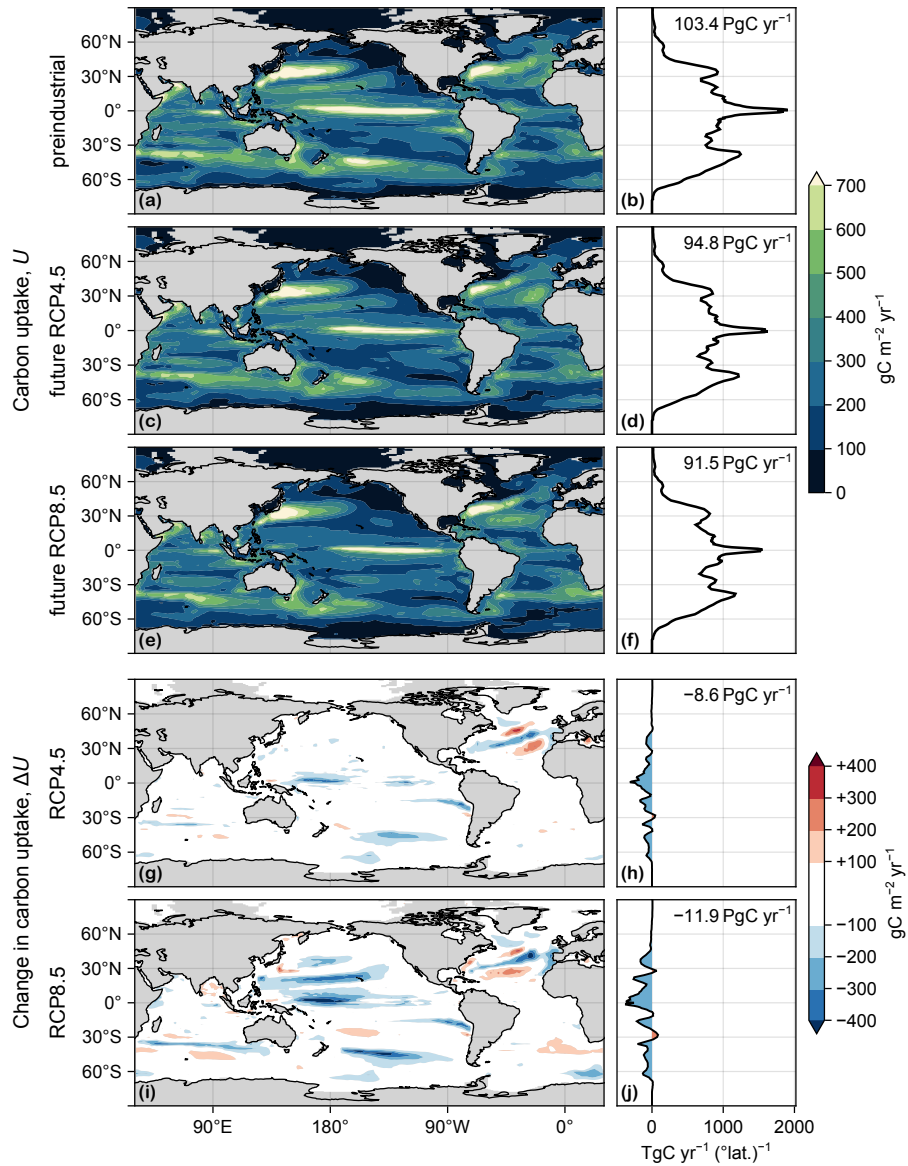 Carbon uptake, U
preindustrial
60°N
30°N
0°
30°S
60°S
(a)
103.4 PgC yr⁻¹
(b)
future RCP4.5
60°N
30°N
0°
30°S
60°S
(c)
94.8 PgC yr⁻¹
(d)
future RCP8.5
60°N
30°N
0°
30°S
60°S
(e)
91.5 PgC yr⁻¹
(f)
700
600
500
400
300
200
100
0
gC m⁻² yr⁻¹
Change in carbon uptake, ΔU
RCP4.5
60°N
30°N
0°
30°S
60°S
(g)
−8.6 PgC yr⁻¹
(h)
RCP8.5
60°N
30°N
0°
30°S
60°S
(i)
−11.9 PgC yr⁻¹
(j)
+400
+300
+200
+100
−100
−200
−300
−400
gC m⁻² yr⁻¹
90°E
180°
90°W
0°
0
1000
2000
TgC yr⁻¹ (°lat.)⁻¹